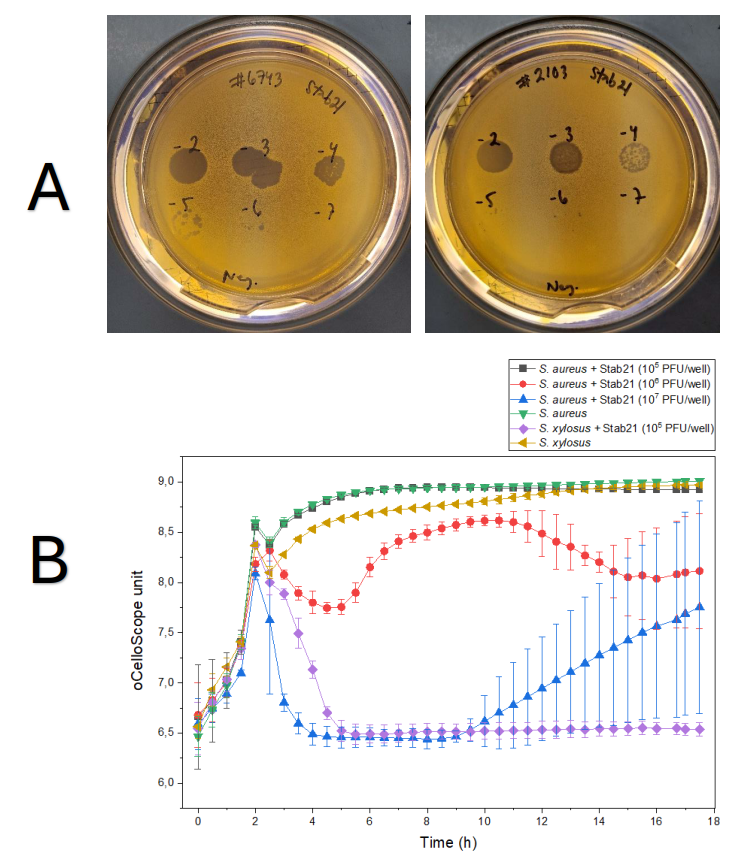 A
#6743 Stab21
-2 -3 -4
-5 -6 -7
Neg.
#2103 Stab21
-2 -3 -4
-5 -6 -7
Neg.
B
S. aureus + Stab21 (10⁵ PFU/well)
S. aureus + Stab21 (10⁶ PFU/well)
S. aureus + Stab21 (10⁷ PFU/well)
S. aureus
S. xylosus + Stab21 (10⁵ PFU/well)
S. xylosus
oCelloScope unit
9,0
8,5
8,0
7,5
7,0
6,5
6,0
0 2 4 6 8 10 12 14 16 18
Time (h)